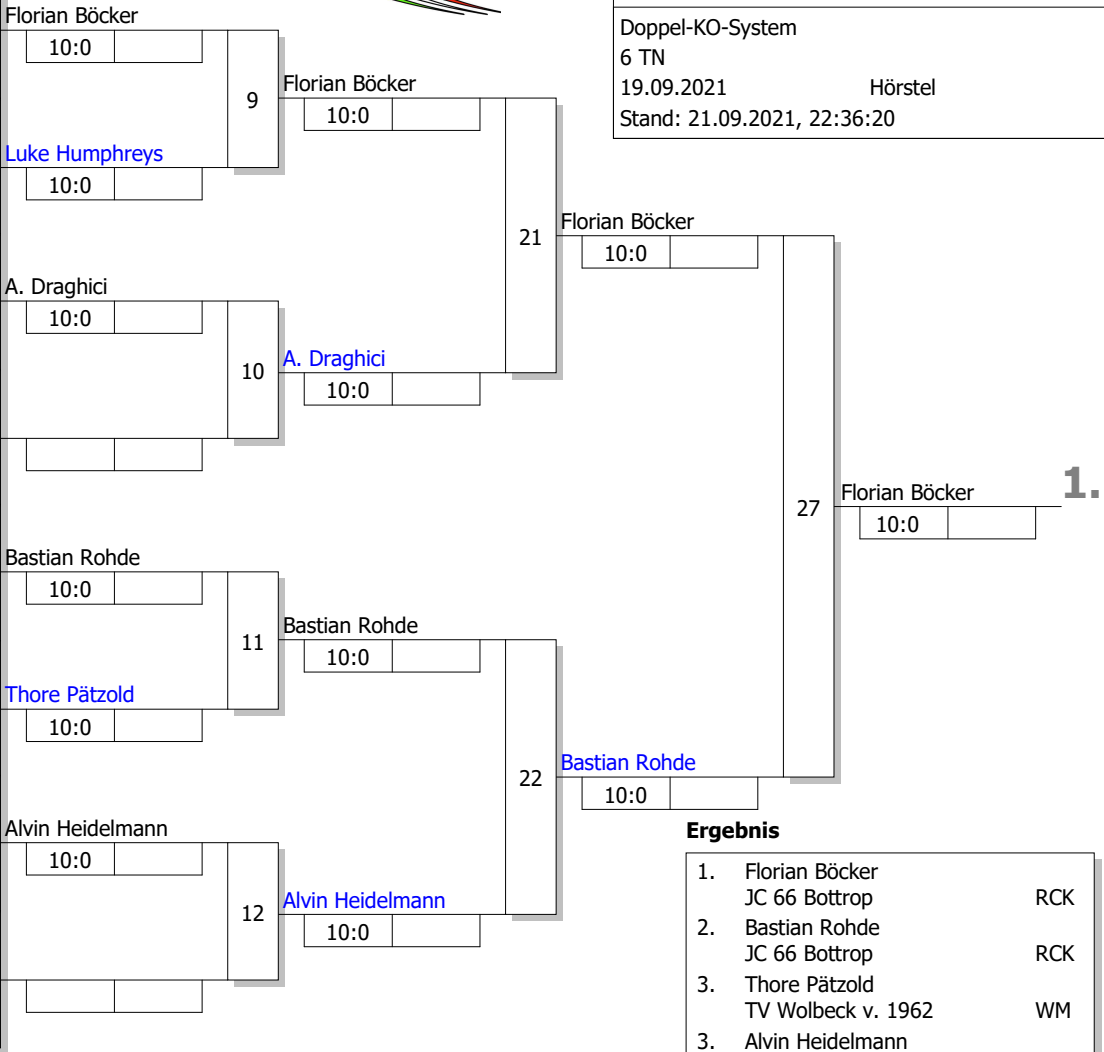 Florian Böcker
10:0
9
Luke Humphreys
10:0
Florian Böcker
10:0
A. Draghici
10:0
10
A. Draghici
10:0
21
Florian Böcker
10:0
Bastian Rohde
10:0
11
Thore Pätzold
10:0
Bastian Rohde
10:0
Alvin Heidelmann
10:0
12
Alvin Heidelmann
10:0
22
Bastian Rohde
10:0
27
Florian Böcker
10:0
1.
Doppel-KO-System
6 TN
19.09.2021 Hörstel
Stand: 21.09.2021, 22:36:20
Ergebnis
1. Florian Böcker
JC 66 Bottrop RCK
2. Bastian Rohde
JC 66 Bottrop RCK
3. Thore Pätzold
TV Wolbeck v. 1962 WM
3. Alvin Heidelmann